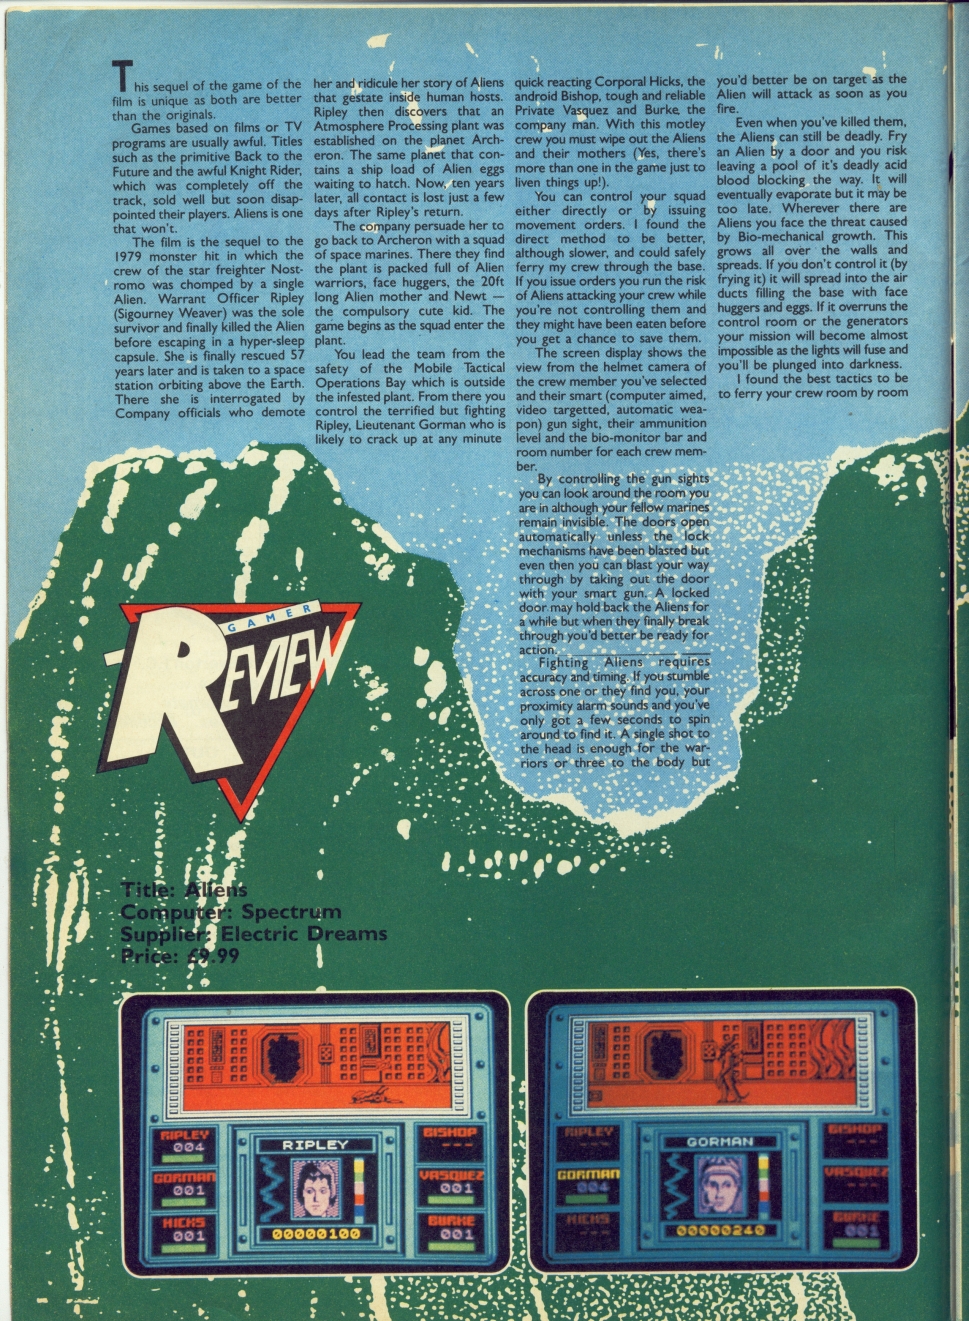 This sequel of the game of the
film is unique as both are better
than the originals.
Games based on films or TV
programs are usually awful. Titles
such as the primitive Back to the
Future and the awful Knight Rider,
which was completely off the
track, sold well but soon disap-
pointed their players. Aliens is one
that won't.
The film is the sequel to the
1979 monster hit in which the
crew of the star freighter Nost-
romo was chomped by a single
Alien. Warrant Officer Ripley
(Sigourney Weaver) was the sole
survivor and finally killed the Alien
before escaping in a hyper-sleep
capsule. She is finally rescued 57
years later and is taken to a space
station orbiting above the Earth.
There she is interrogated by
Company officials who demote
her and ridicule her story of Aliens
that gestate inside human hosts.
Ripley then discovers that an
Atmosphere Processing plant was
established on the planet Arch-
eron. The same planet that con-
tains a ship load of Alien eggs
waiting to hatch. Now, ten years
later, all contact is lost just a few
days after Ripley's return.
The company persuade her to
go back to Archeron with a squad
of space marines. There they find
the plant is packed full of Alien
warriors, face huggers, the 20ft
long Alien mother and Newt —
the compulsory cute kid. The
game begins as the squad enter the
plant.
You lead the team from the
safety of the Mobile Tactical
Operations Bay which is outside
the infested plant. From there you
control the terrified but fighting
Ripley, Lieutenant Gorman who is
likely to crack up at any minute
quick reacting Corporal Hicks, the
android Bishop, tough and reliable
Private Vasquez and Burke, the
company man. With this motley
crew you must wipe out the Aliens
and their mothers (Yes, there's
more than one in the game just to
liven things up!).
You can control your squad
either directly or by issuing
movement orders. I found the
direct method to be better,
although slower, and could safely
ferry my crew through the base.
If you issue orders you run the risk
of Aliens attacking your crew while
you're not controlling them and
they might have been eaten before
you get a chance to save them.
The screen display shows the
view from the helmet camera of
the crew member you've selected
and their smart (computer aimed,
video targetted, automatic wea-
pon) gun sight, their ammunition
level and the bio-monitor bar and
room number for each crew mem-
ber.
By controlling the gun sights
you can look around the room you
are in although your fellow marines
remain invisible. The doors open
automatically unless the lock
mechanisms have been blasted but
even then you can blast your way
through by taking out the door
with your smart gun. A locked
door may hold back the Aliens for
a while but when they finally break
through you'd better be ready for
action.
Fighting Aliens requires
accuracy and timing. If you stumble
across one or they find you, your
proximity alarm sounds and you've
only got a few seconds to spin
around to find it. A single shot to
the head is enough for the war-
riors or three to the body but
you'd better be on target as the
Alien will attack as soon as you
fire.
Even when you've killed them,
the Aliens can still be deadly. Fry
an Alien by a door and you risk
leaving a pool of it's deadly acid
blood blocking the way. It will
eventually evaporate but it may be
too late. Wherever there are
Aliens you face the threat caused
by Bio-mechanical growth. This
grows all over the walls and
spreads. If you don't control it (by
frying it) it will spread into the air
ducts filling the base with face
huggers and eggs. If it overruns the
control room or the generators
your mission will become almost
impossible as the lights will fuse and
you'll be plunged into darkness.
I found the best tactics to be
to ferry your crew room by room
GAMER
REVIEW
Title: Aliens
Computer: Spectrum
Supplier: Electric Dreams
Price: £9.99
RIPLEY
004
GORMAN
001
HICKS
001
RIPLEY
00000100
BISHOP
---
VASQUEZ
001
BURKE
001
RIPLEY
---
GORMAN
004
HICKS
---
GORMAN
00000240
BISHOP
---
VASQUEZ
---
BURKE
001